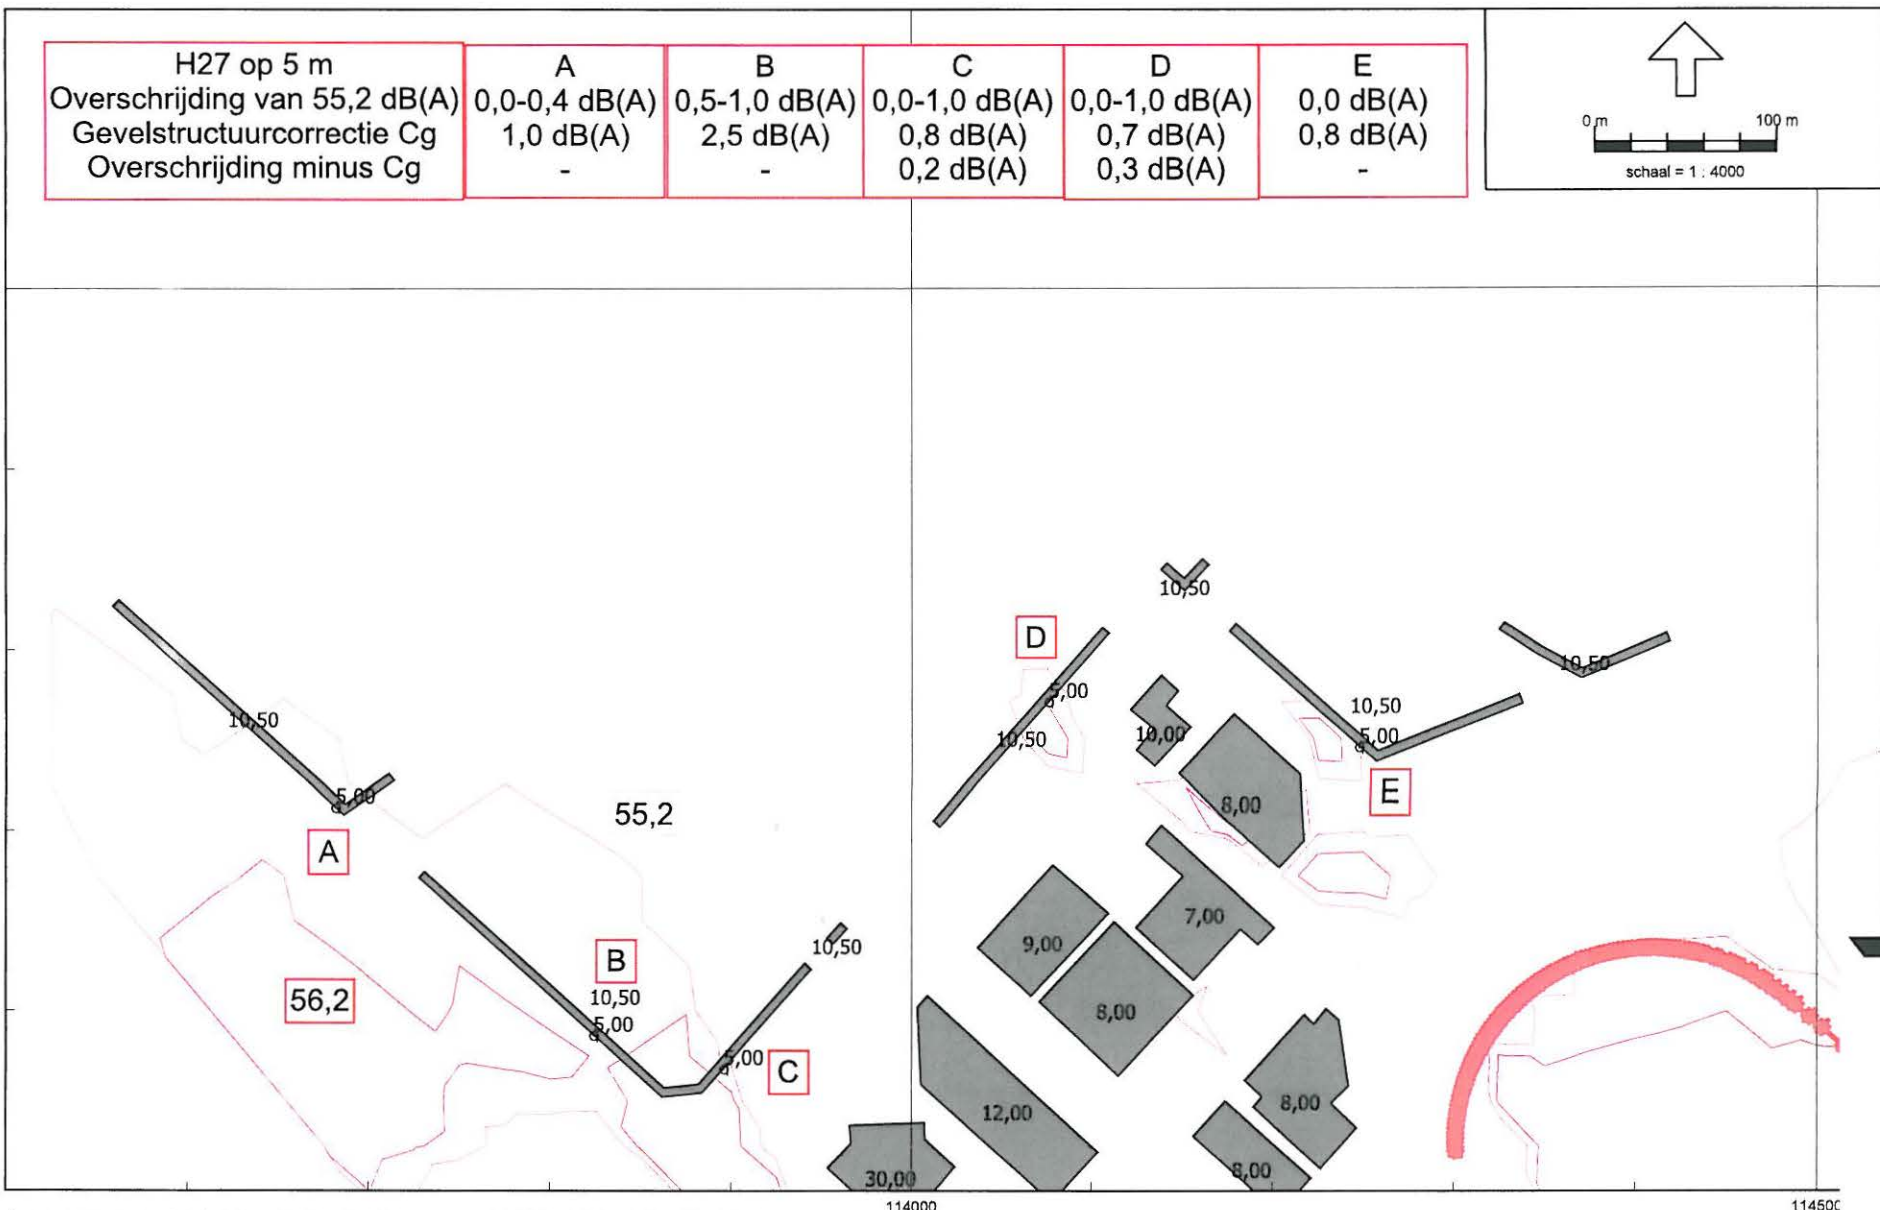 H27 op 5 m
Overschrijding van 55,2 dB(A)
Gevelstructuurcorrectie Cg
Overschrijding minus Cg
A
0,0-0,4 dB(A)
1,0 dB(A)
-
B
0,5-1,0 dB(A)
2,5 dB(A)
-
C
0,0-1,0 dB(A)
0,8 dB(A)
0,2 dB(A)
D
0,0-1,0 dB(A)
0,7 dB(A)
0,3 dB(A)
E
0,0 dB(A)
0,8 dB(A)
-
0 m 100 m
schaal = 1 : 4000
10,50
D
5,00
10,50
10,50
10,50
5,00
10,00
10,50
5,00
A
55,2
8,00
E
7,00
9,00
10,50
B
10,50
5,00
56,2
8,00
5,00
C
12,00
8,00
8,00
30,00
114000
11450